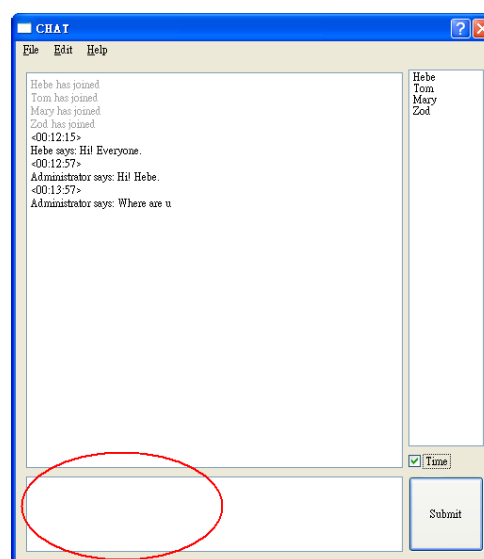 CHAT
File Edit Help
Hebe has joined
Tom has joined
Mary has joined
Zod has joined
<00:12:15>
Hebe says: Hi! Everyone.
<00:12:57>
Administrator says: Hi! Hebe.
<00:13:57>
Administrator says: Where are u
Hebe
Tom
Mary
Zod
Time
Submit